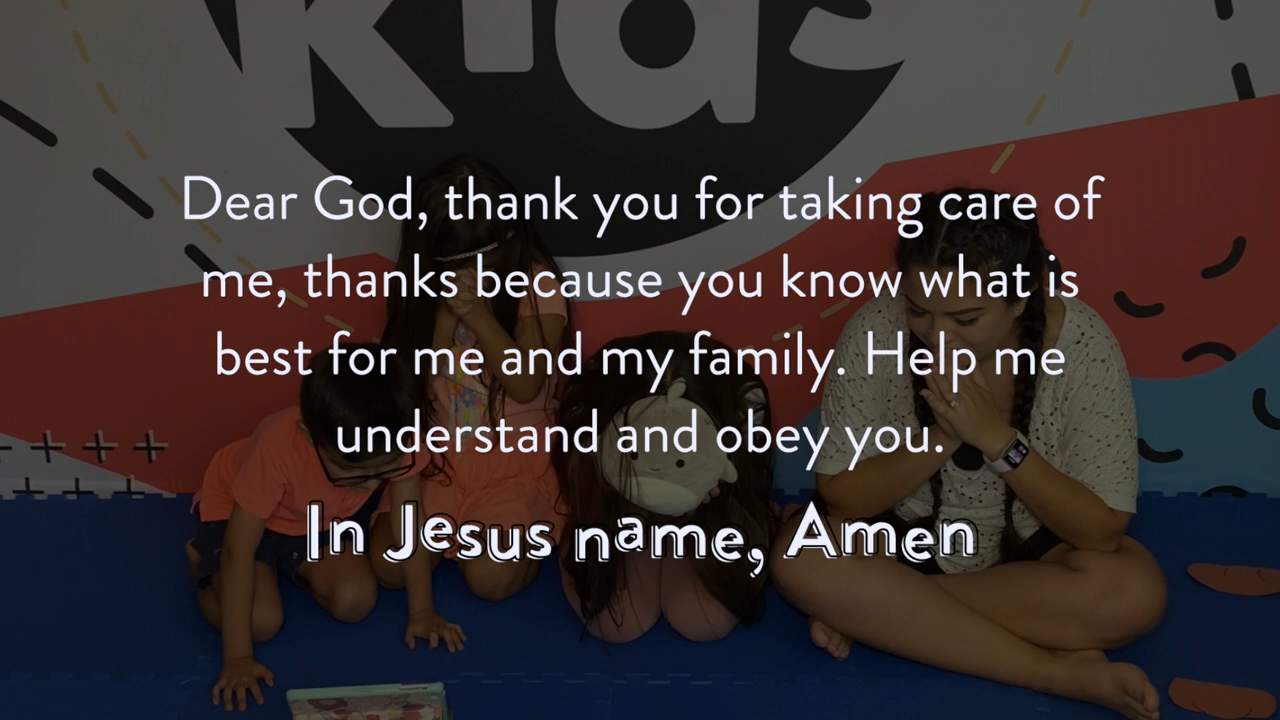 kids
Dear God, thank you for taking care of
me, thanks because you know what is
best for me and my family. Help me
understand and obey you.
In Jesus name, Amen